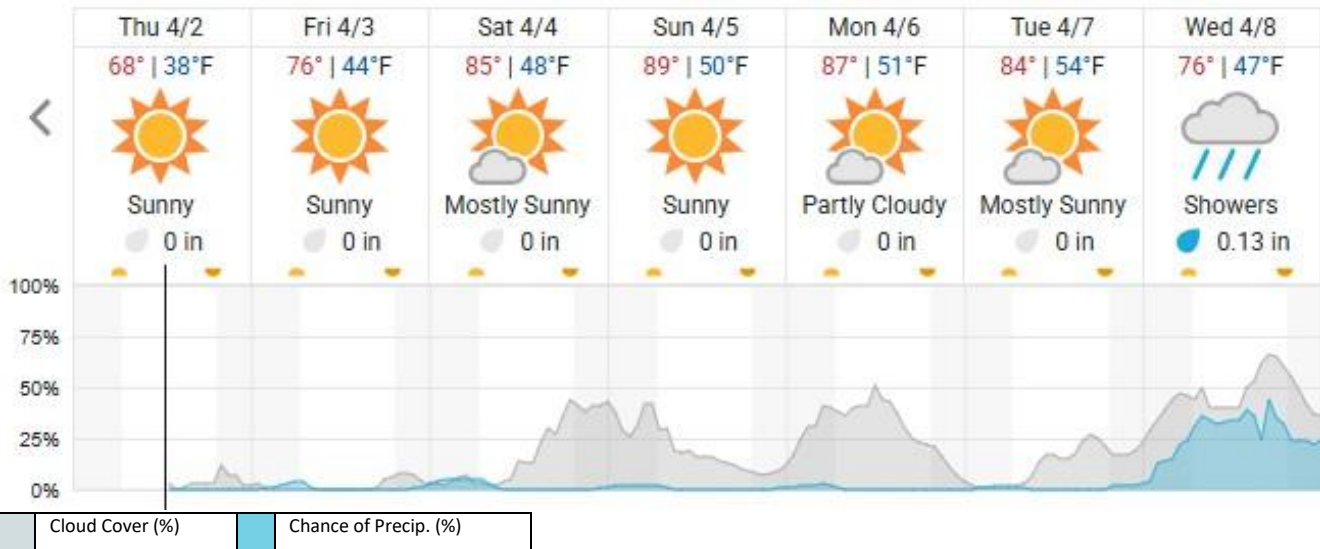 Thu 4/2 Fri 4/3 Sat 4/4 Sun 4/5 Mon 4/6 Tue 4/7 Wed 4/8
68° | 38°F 76° | 44°F 85° | 48°F 89° | 50°F 87° | 51°F 84° | 54°F 76° | 47°F
Sunny Sunny Mostly Sunny Sunny Partly Cloudy Mostly Sunny Showers
0 in 0 in 0 in 0 in 0 in 0 in 0.13 in
100%
75%
50%
25%
0%
Cloud Cover (%) Chance of Precip. (%)